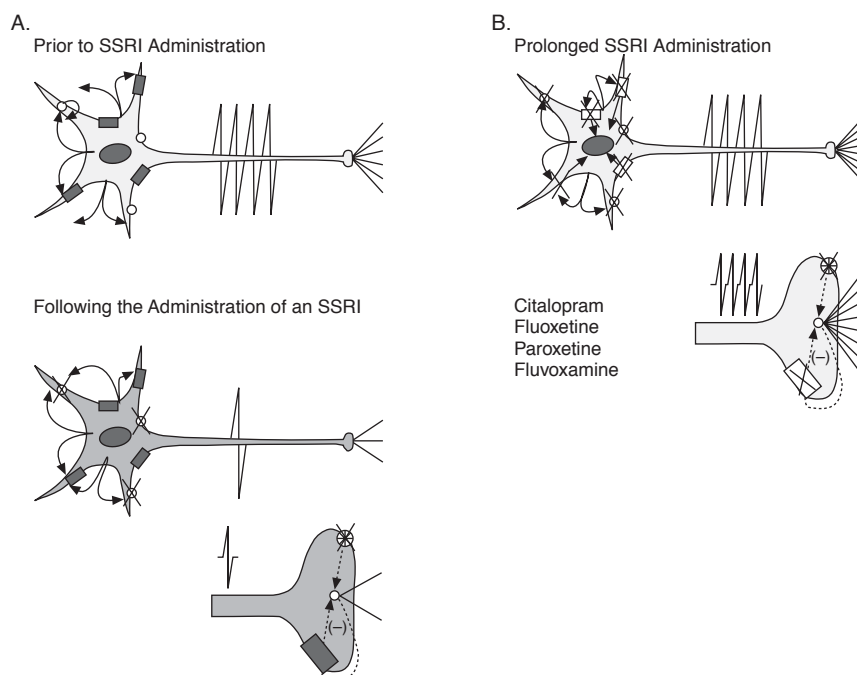 A.
Prior to SSRI Administration
Following the Administration of an SSRI
(–)
B.
Prolonged SSRI Administration
Citalopram
Fluoxetine
Paroxetine
Fluvoxamine
(–)